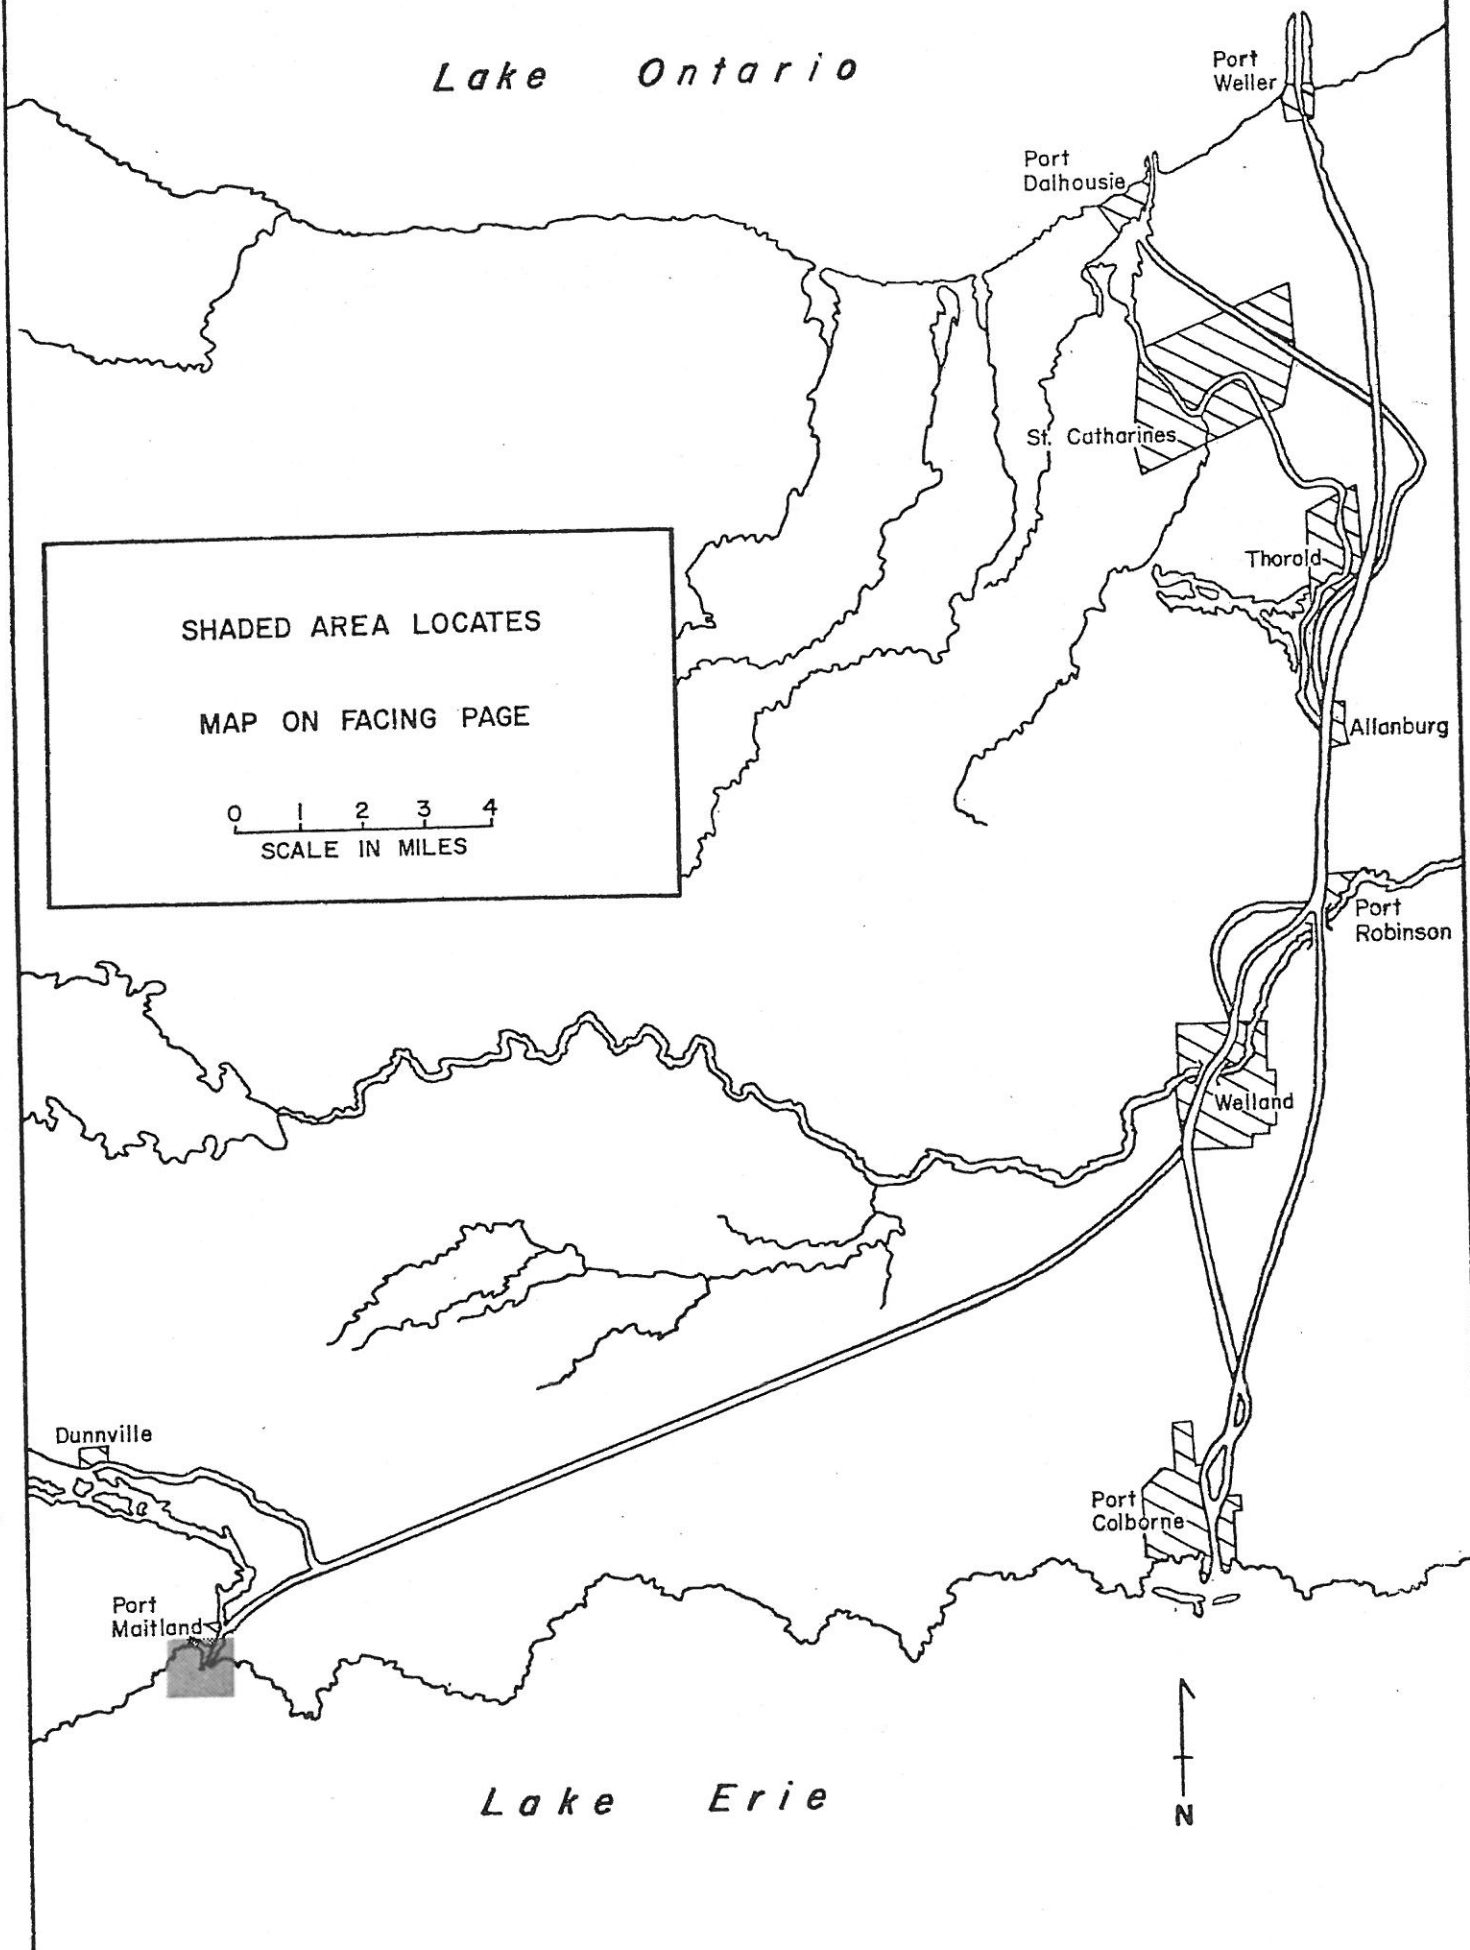 Lake Ontario
Port
Weller
Port
Dalhousie
St. Catharines
Thorold
SHADED AREA LOCATES
MAP ON FACING PAGE
0 1 2 3 4
SCALE IN MILES
Allanburg
Port
Robinson
Welland
Dunnville
Port
Colborne
Port
Maitland
Lake Erie
N